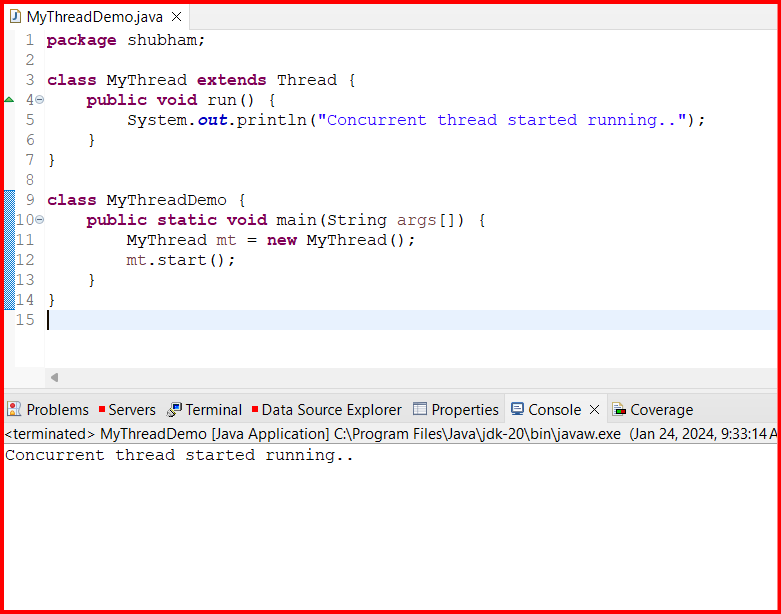 MyThreadDemo.java
1 package shubham;
2
3 class MyThread extends Thread {
4 public void run() {
5 System.out.println("Concurrent thread started running..");
6 }
7 }
8
9 class MyThreadDemo {
10 public static void main(String args[]) {
11 MyThread mt = new MyThread();
12 mt.start();
13 }
14 }
15
Problems Servers Terminal Data Source Explorer Properties Console Coverage
<terminated> MyThreadDemo [Java Application] C:\Program Files\Java\jdk-20\bin\javaw.exe (Jan 24, 2024, 9:33:14 A
Concurrent thread started running..